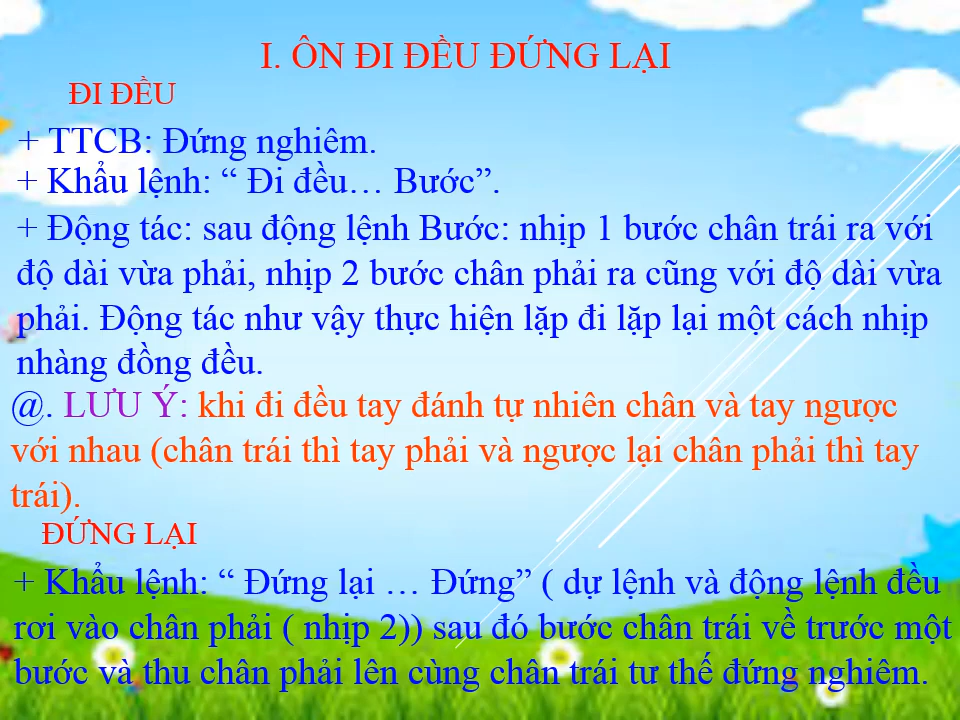 I. ÔN ĐI ĐỀU ĐỨNG LẠI
ĐI ĐỀU
+ TTCB: Đứng nghiêm.
+ Khẩu lệnh: “ Đi đều… Bước”.
+ Động tác: sau động lệnh Bước: nhịp 1 bước chân trái ra với
độ dài vừa phải, nhịp 2 bước chân phải ra cũng với độ dài vừa
phải. Động tác như vậy thực hiện lặp đi lặp lại một cách nhịp
nhàng đồng đều.
@. LƯU Ý: khi đi đều tay đánh tự nhiên chân và tay ngược
với nhau (chân trái thì tay phải và ngược lại chân phải thì tay
trái).
ĐỨNG LẠI
+ Khẩu lệnh: “ Đứng lại … Đứng” ( dự lệnh và động lệnh đều
rơi vào chân phải ( nhịp 2)) sau đó bước chân trái về trước một
bước và thu chân phải lên cùng chân trái tư thế đứng nghiêm.